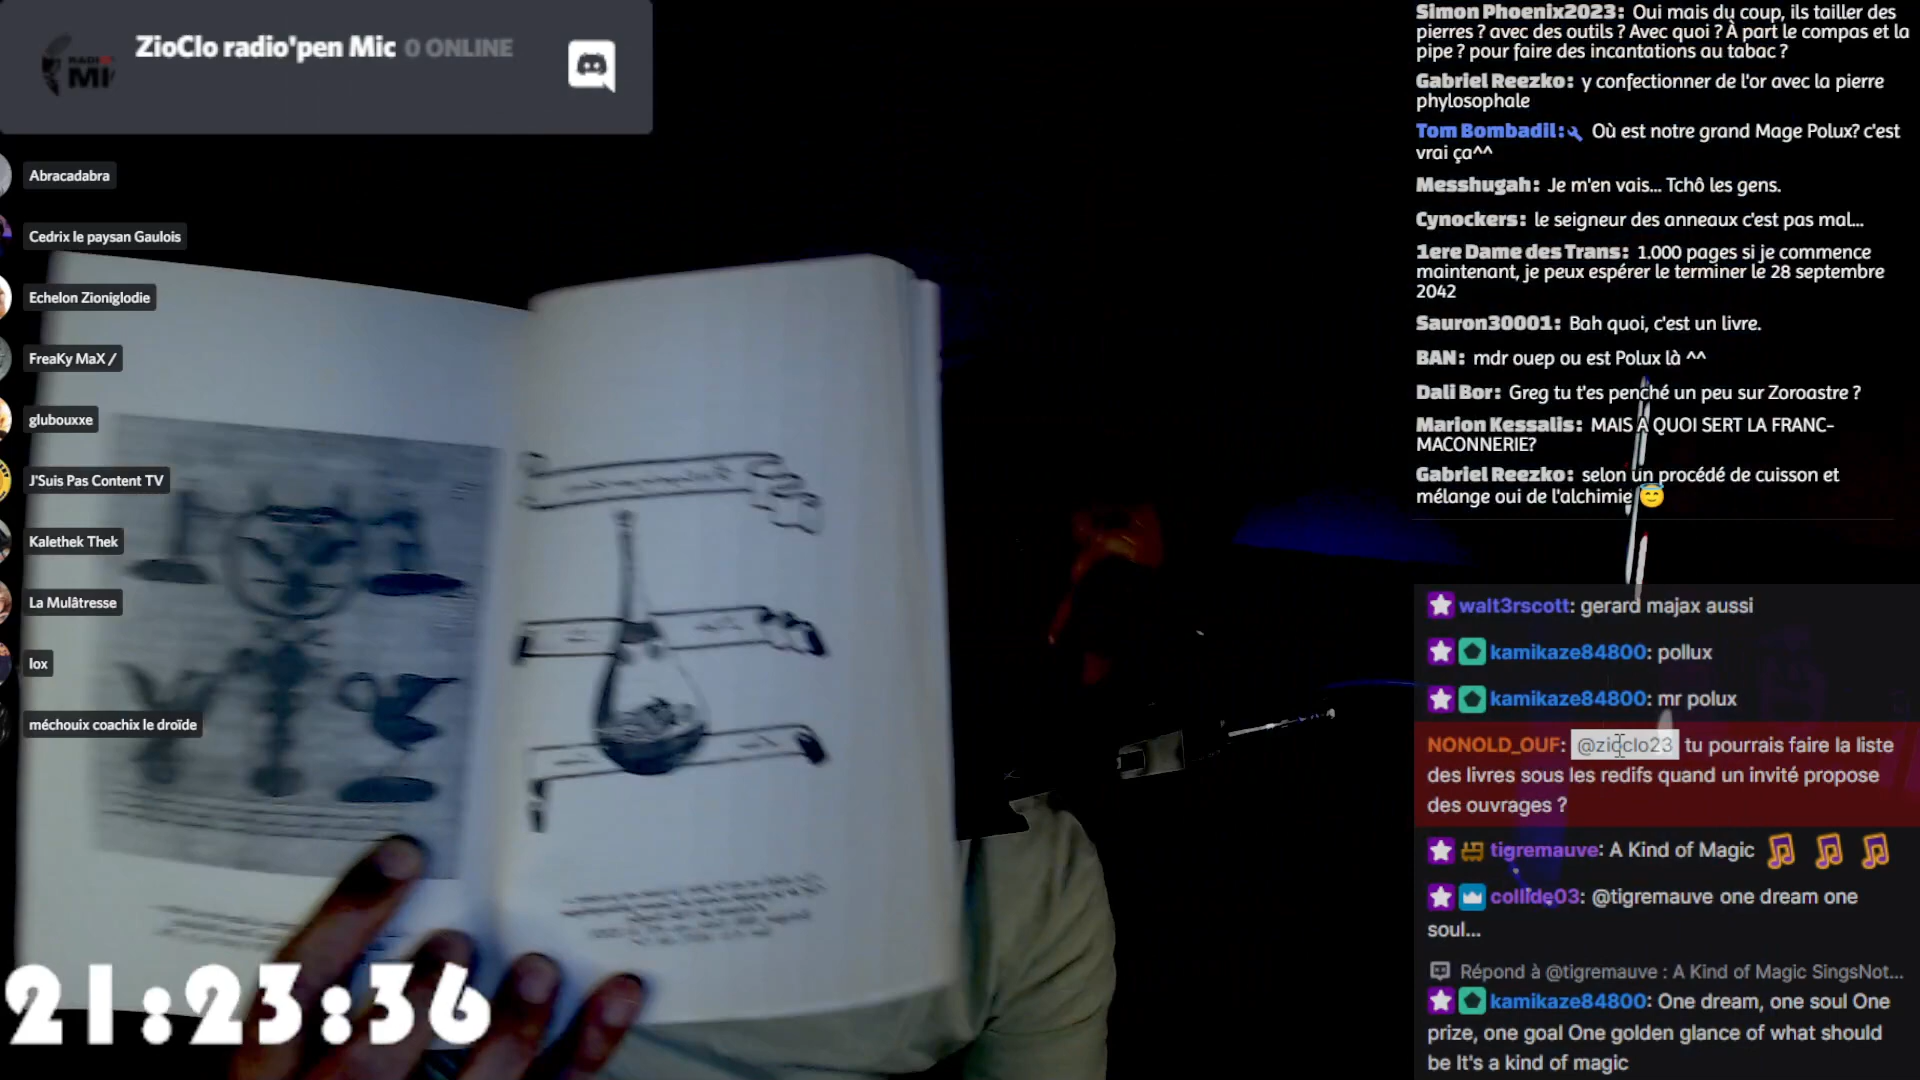 ZioClo radio'pen Mic 0 ONLINE
RADI
MI
Abracadabra
Cedrix le paysan Gaulois
Echelon Zioniglodie
FreaKy MaX /
glubouxxe
J'Suis Pas Content TV
Kalethek Thek
La Mulâtresse
lox
méchouix coachix le droïde
21:23:36
Simon Phoenix2023: Oui mais du coup, ils tailler des
pierres ? avec des outils ? Avec quoi ? À part le compas et la
pipe ? pour faire des incantations au tabac ?
Gabriel Reezko: y confectionner de l'or avec la pierre
phylosophale
Tom Bombadil: Où est notre grand Mage Polux? c'est
vrai ça^^
Messhugah: Je m'en vais... Tchô les gens.
Cynockers: le seigneur des anneaux c'est pas mal...
1ere Dame des Trans: 1.000 pages si je commence
maintenant, je peux espérer le terminer le 28 septembre
2042
Sauron30001: Bah quoi, c'est un livre.
BAN: mdr ouep ou est Polux là ^^
Dali Bor: Greg tu t'es penché un peu sur Zoroastre ?
Marion Kessalis: MAIS A QUOI SERT LA FRANC-
MACONNERIE?
Gabriel Reezko: selon un procédé de cuisson et
mélange oui de l'alchimie 😇
walt3rscott: gerard majax aussi
kamikaze84800: pollux
kamikaze84800: mr polux
NONOLD_OUF: @zioclo23 tu pourrais faire la liste
des livres sous les redifs quand un invité propose
des ouvrages ?
tigremauve: A Kind of Magic
collide03: @tigremauve one dream one
soul...
Répond à @tigremauve : A Kind of Magic SingsNot...
kamikaze84800: One dream, one soul One
prize, one goal One golden glance of what should
be It's a kind of magic